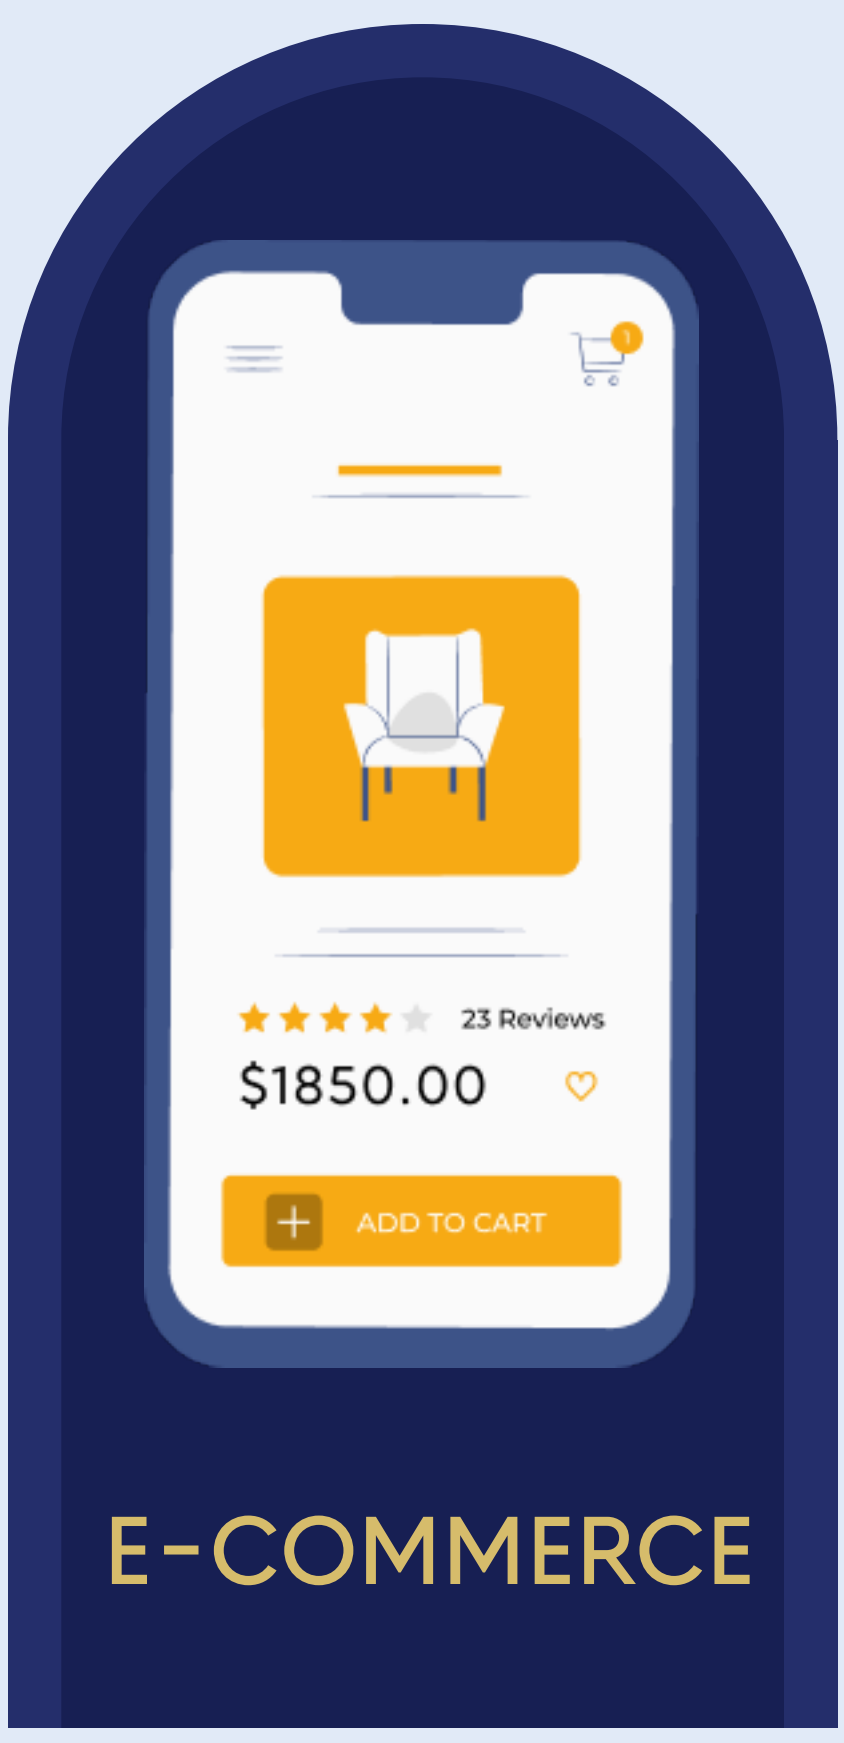 1
23 Reviews
$1850.00
+ ADD TO CART
E-COMMERCE